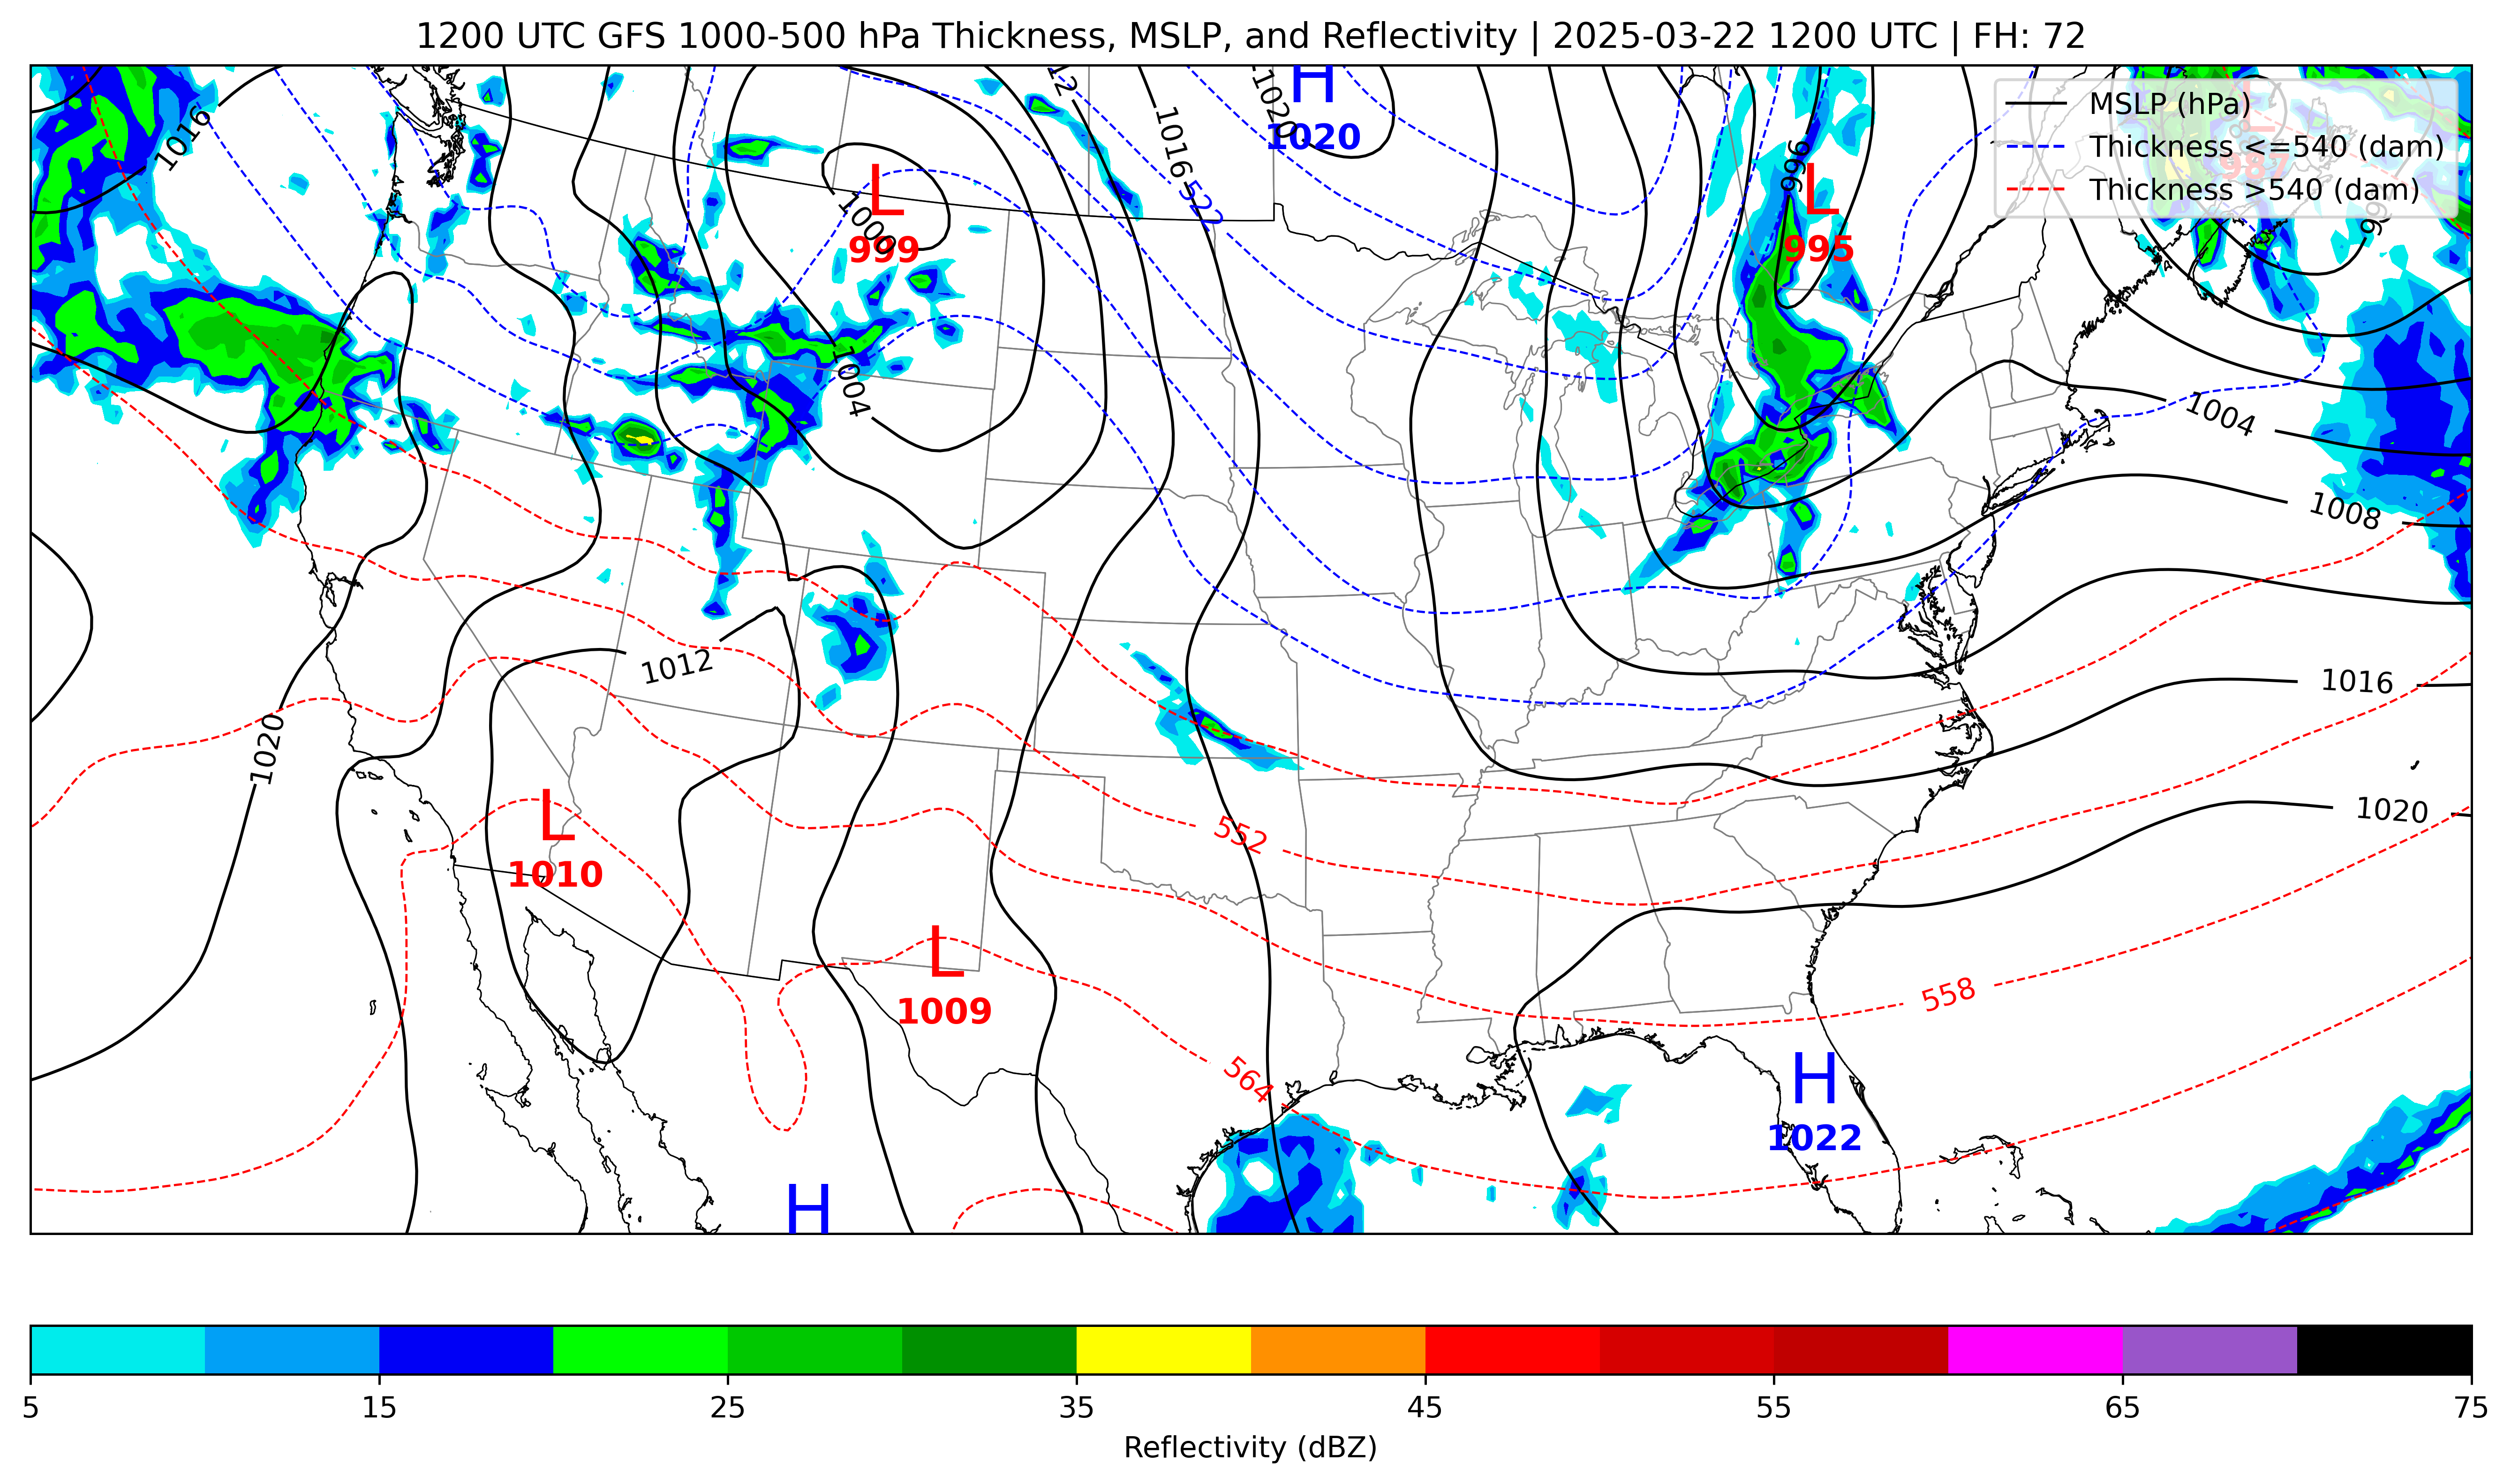 1200 UTC GFS 1000-500 hPa Thickness, MSLP, and Reflectivity | 2025-03-22 1200 UTC | FH: 72
MSLP (hPa)
Thickness <=540 (dam)
Thickness >540 (dam)
H
1020
1016
1020
1016
522
L
999
1000
1004
996
L
995
L
987
1004
1008
1016
1020
1012
1020
L
1010
552
L
1009
558
564
H
1022
H
5
15
25
35
45
55
65
75
Reflectivity (dBZ)